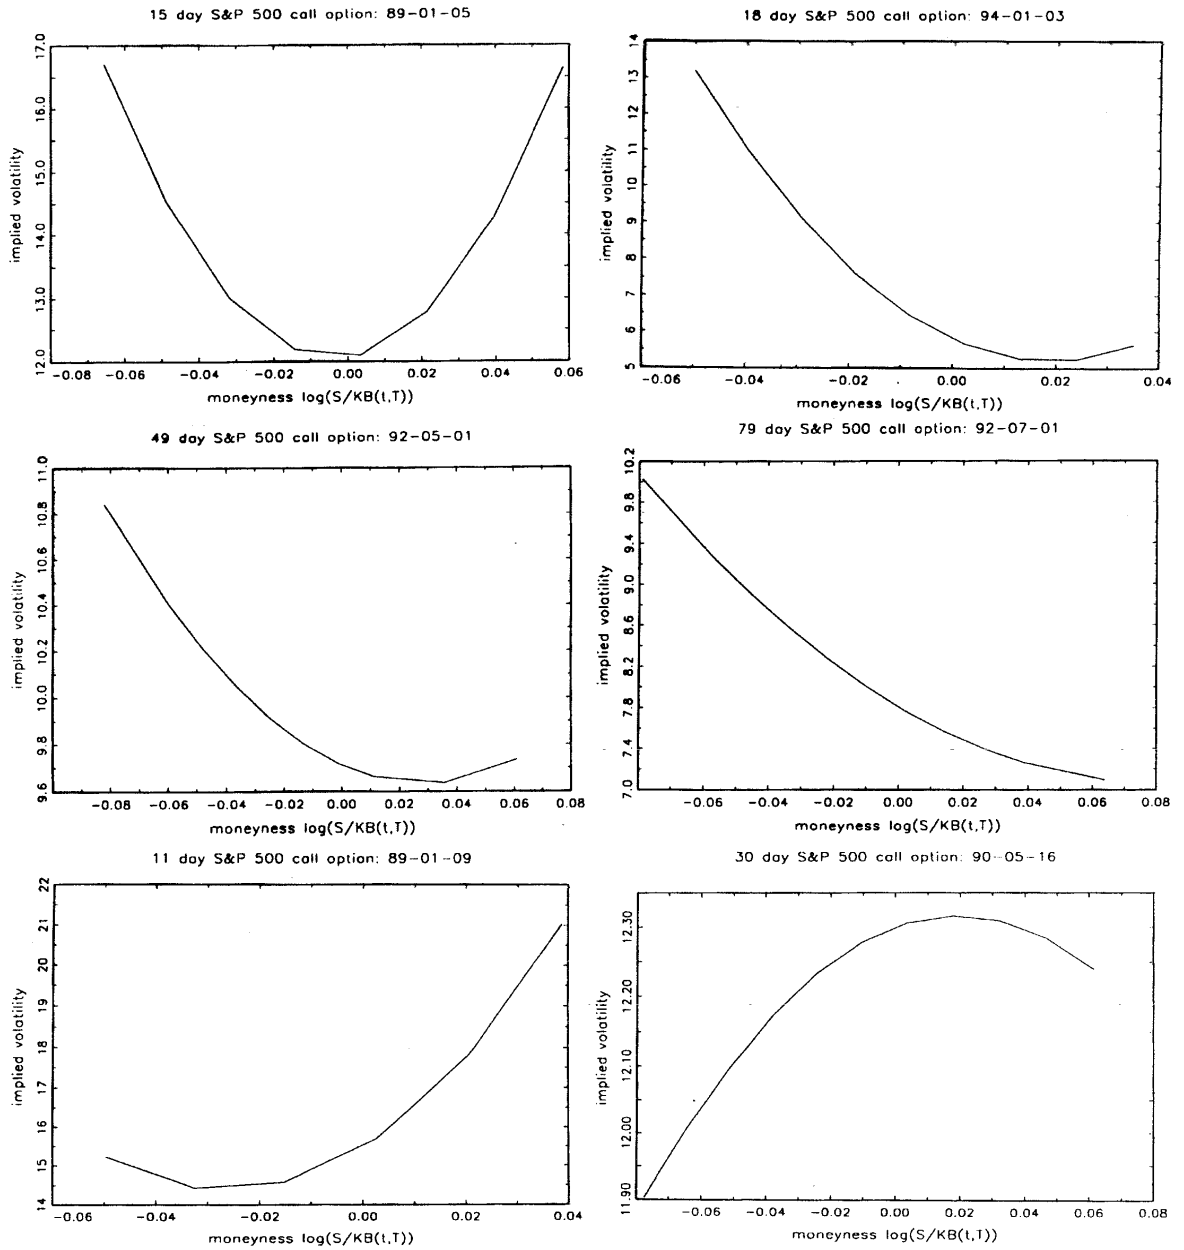 15 day S&P 500 call option: 89-01-05
17.0
16.0
15.0
14.0
13.0
12.0
implied volatility
-0.08 -0.06 -0.04 -0.02 0.00 0.02 0.04 0.06
moneyness log(S/KB(t,T))
18 day S&P 500 call option: 94-01-03
14
13
12
11
10
9
8
7
6
5
implied volatility
-0.06 -0.04 -0.02 0.00 0.02 0.04
moneyness log(S/KB(t,T))
49 day S&P 500 call option: 92-05-01
11.0
10.8
10.6
10.4
10.2
10.0
9.8
9.6
implied volatility
-0.08 -0.06 -0.04 -0.02 0.00 0.02 0.04 0.06 0.08
moneyness log(S/KB(t,T))
79 day S&P 500 call option: 92-07-01
10.2
9.8
9.4
9.0
8.6
8.2
7.8
7.4
7.0
implied volatility
-0.06 -0.04 -0.02 0.00 0.02 0.04 0.06 0.08
moneyness log(S/KB(t,T))
11 day S&P 500 call option: 89-01-09
22
21
20
19
18
17
16
15
14
implied volatility
-0.06 -0.04 -0.02 0.00 0.02 0.04
moneyness log(S/KB(t,T))
30 day S&P 500 call option: 90-05-16
12.30
12.20
12.10
12.00
11.90
implied volatility
-0.06 -0.04 -0.02 0.00 0.02 0.04 0.06 0.08
moneyness log(S/KB(t,T))